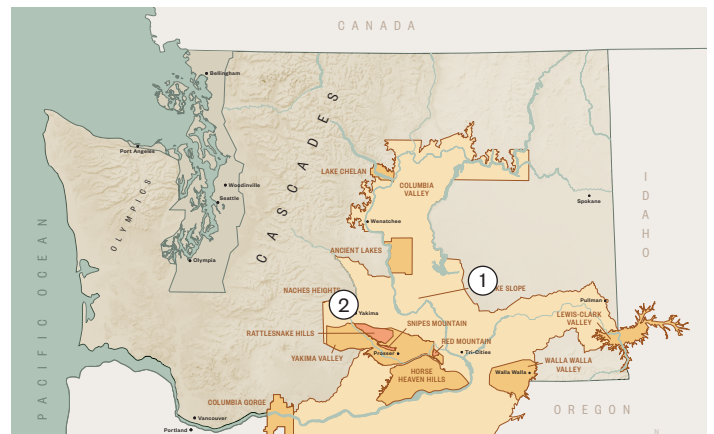 CANADA
Bellingham
Port Angeles
OLYMPICS
Woodinville
Seattle
Olympia
CASCADES
LAKE CHELAN
COLUMBIA
VALLEY
Wenatchee
Spokane
IDAHO
ANCIENT LAKES
1
KE SLOPE
NACHES HEIGHT
2
Yakima
Pullman
LEWIS-CLARK
VALLEY
SNIPES MOUNTAIN
RATTLESNAKE HILLS
RED MOUNTAIN
YAKIMA VALLEY
Prosser
Tri-Cities
HORSE
HEAVEN HILLS
Walla Walla
WALLA WALLA
VALLEY
COLUMBIA GORGE
Vancouver
Portland
OREGON
PACIFIC OCEAN